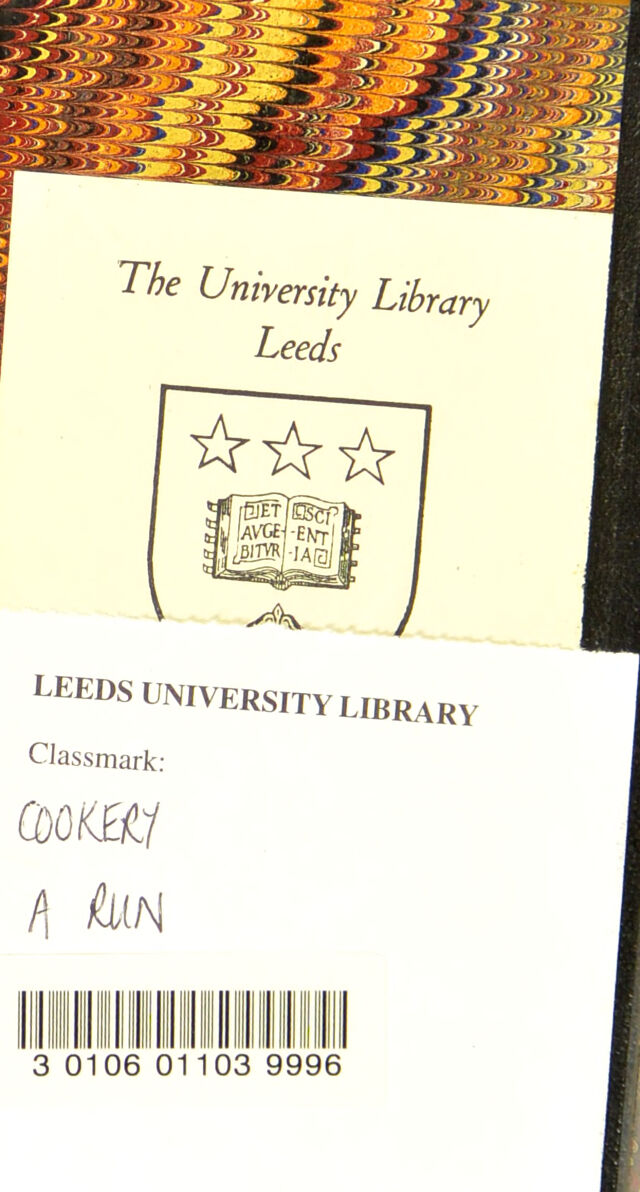 The University Library
Leeds
ET
AVGE-
BITVR
SCI
-ENT
-IA
LEEDS UNIVERSITY LIBRARY
Classmark:
COOKERY
A RUN
3 0106 01103 9996